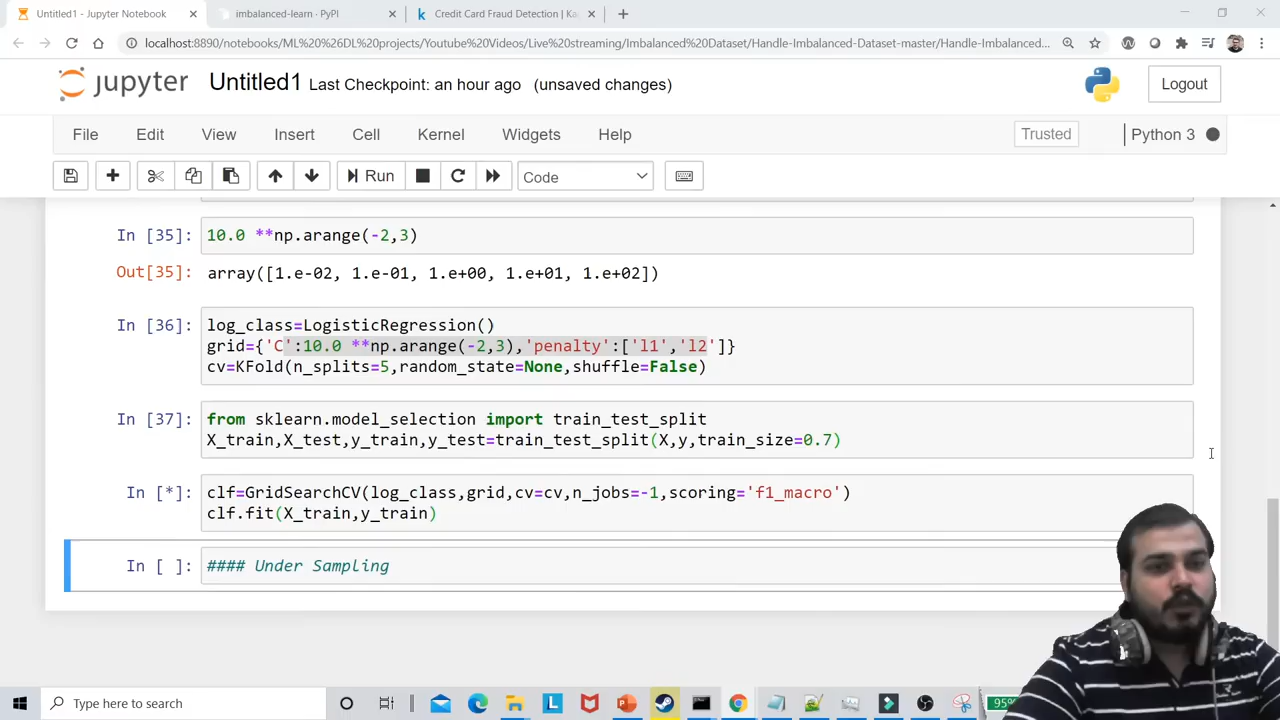 Untitled1 - Jupyter Notebook
imbalanced-learn · PyPI
Credit Card Fraud Detection | Ka
localhost:8890/notebooks/ML%20%26%20DL%20projects/Youtube%20Videos/Live%20streaming/Imbalanced%20Dataset/Handle-Imbalanced-Dataset-master/Handle-Imbalanced...
jupyter Untitled1 Last Checkpoint: an hour ago (unsaved changes)
Logout
File Edit View Insert Cell Kernel Widgets Help
Trusted
Python 3
Run
Code
In [35]: 10.0 **np.arange(-2,3)
Out[35]: array([1.e-02, 1.e-01, 1.e+00, 1.e+01, 1.e+02])
In [36]: log_class=LogisticRegression()
grid={'C':10.0 **np.arange(-2,3),'penalty':['l1','l2']}
cv=KFold(n_splits=5,random_state=None,shuffle=False)
In [37]: from sklearn.model_selection import train_test_split
X_train,X_test,y_train,y_test=train_test_split(X,y,train_size=0.7)
In [*]: clf=GridSearchCV(log_class,grid,cv=cv,n_jobs=-1,scoring='f1_macro')
clf.fit(X_train,y_train)
In [ ]: #### Under Sampling
Type here to search
95%